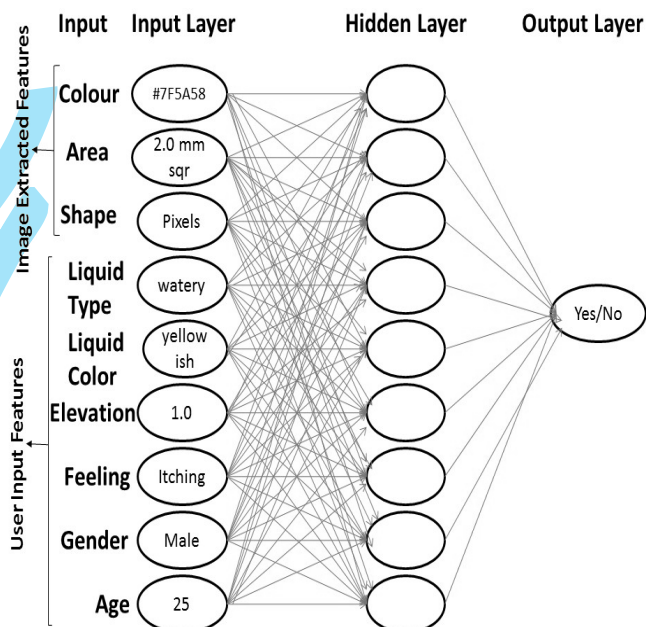 Input Input Layer Hidden Layer Output Layer
Image Extracted Features
Colour #7F5A58
Area 2.0 mm
sqr
Shape Pixels
User Input Features
Liquid
Type watery
Liquid
Color yellow
ish
Yes/No
Elevation 1.0
Feeling Itching
Gender Male
Age 25